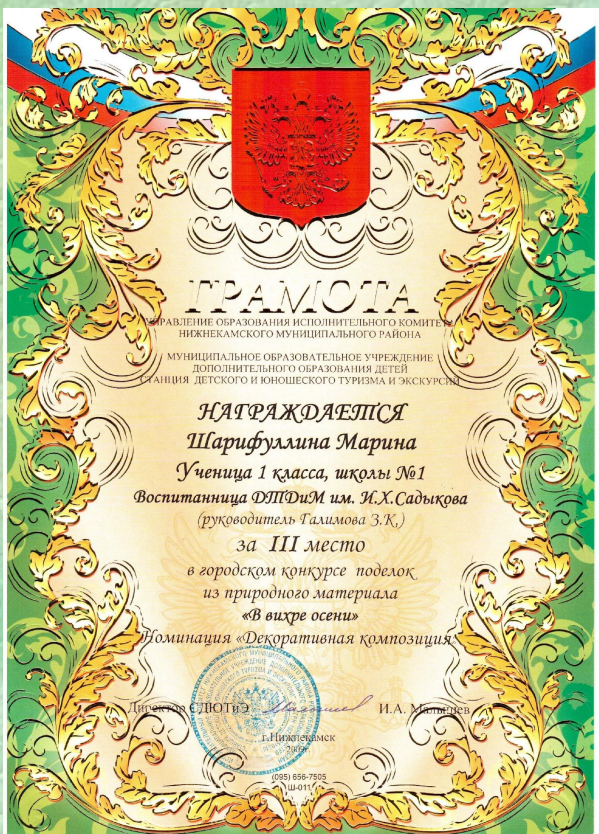 ГРАМОТА
УПРАВЛЕНИЕ ОБРАЗОВАНИЯ ИСПОЛНИТЕЛЬНОГО КОМИТЕТА
НИЖНЕКАМСКОГО МУНИЦИПАЛЬНОГО РАЙОНА
МУНИЦИПАЛЬНОЕ ОБРАЗОВАТЕЛЬНОЕ УЧРЕЖДЕНИЕ
ДОПОЛНИТЕЛЬНОГО ОБРАЗОВАНИЯ ДЕТЕЙ
СТАНЦИЯ ДЕТСКОГО И ЮНОШЕСКОГО ТУРИЗМА И ЭКСКУРСИЙ
НАГРАЖДАЕТСЯ
Шарифуллина Марина
Ученица 1 класса, школы №1
Воспитанница ДТДиМ им. И.Х.Садыкова
(руководитель Галимова З.К.)
за III место
в городском конкурсе поделок
из природного материала
«В вихре осени»
Номинация «Декоративная композиция»
Директор СДЮТиЭ И.А. Малышев
г.Нижнекамск
2009
(095) 656-7505
Ш-011